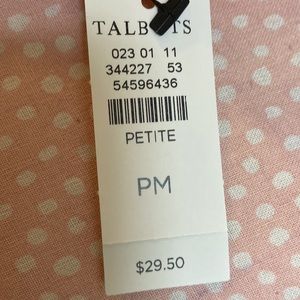 TALBOTS
023 01 11
344227 53
54596436
PETITE
PM
$29.50